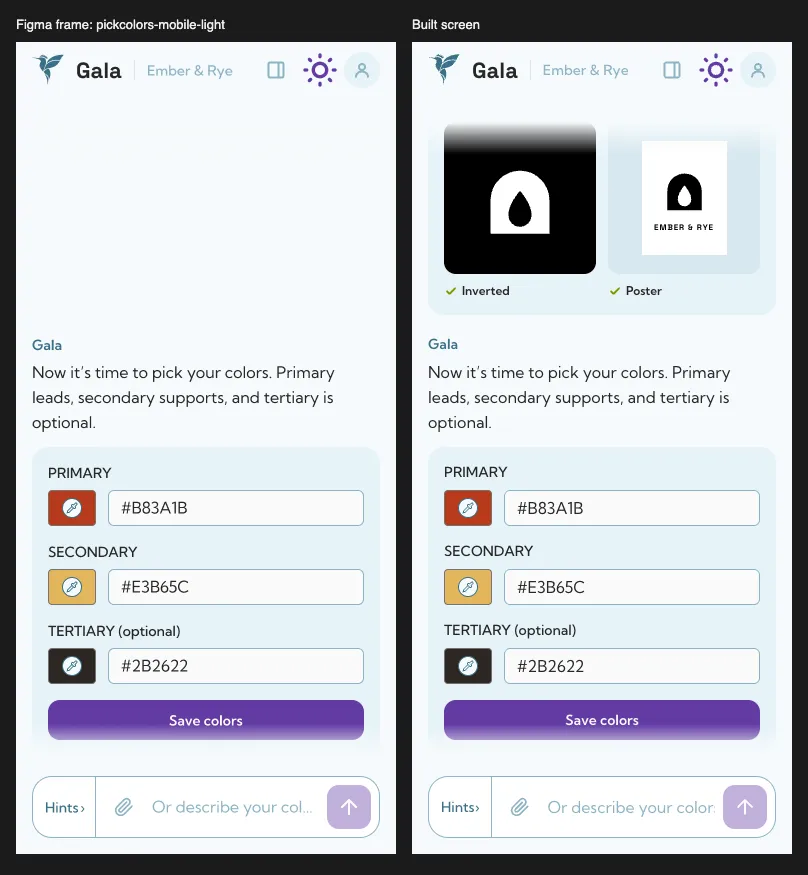 Figma frame: pickcolors-mobile-light
Gala
Ember & Rye
Gala
Now it's time to pick your colors. Primary
leads, secondary supports, and tertiary is
optional.
PRIMARY
#B83A1B
SECONDARY
#E3B65C
TERTIARY (optional)
#2B2622
Save colors
Hints›
Or describe your col...
Built screen
Gala
Ember & Rye
EMBER & RYE
Inverted
Poster
Gala
Now it's time to pick your colors. Primary
leads, secondary supports, and tertiary is
optional.
PRIMARY
#B83A1B
SECONDARY
#E3B65C
TERTIARY (optional)
#2B2622
Save colors
Hints›
Or describe your color